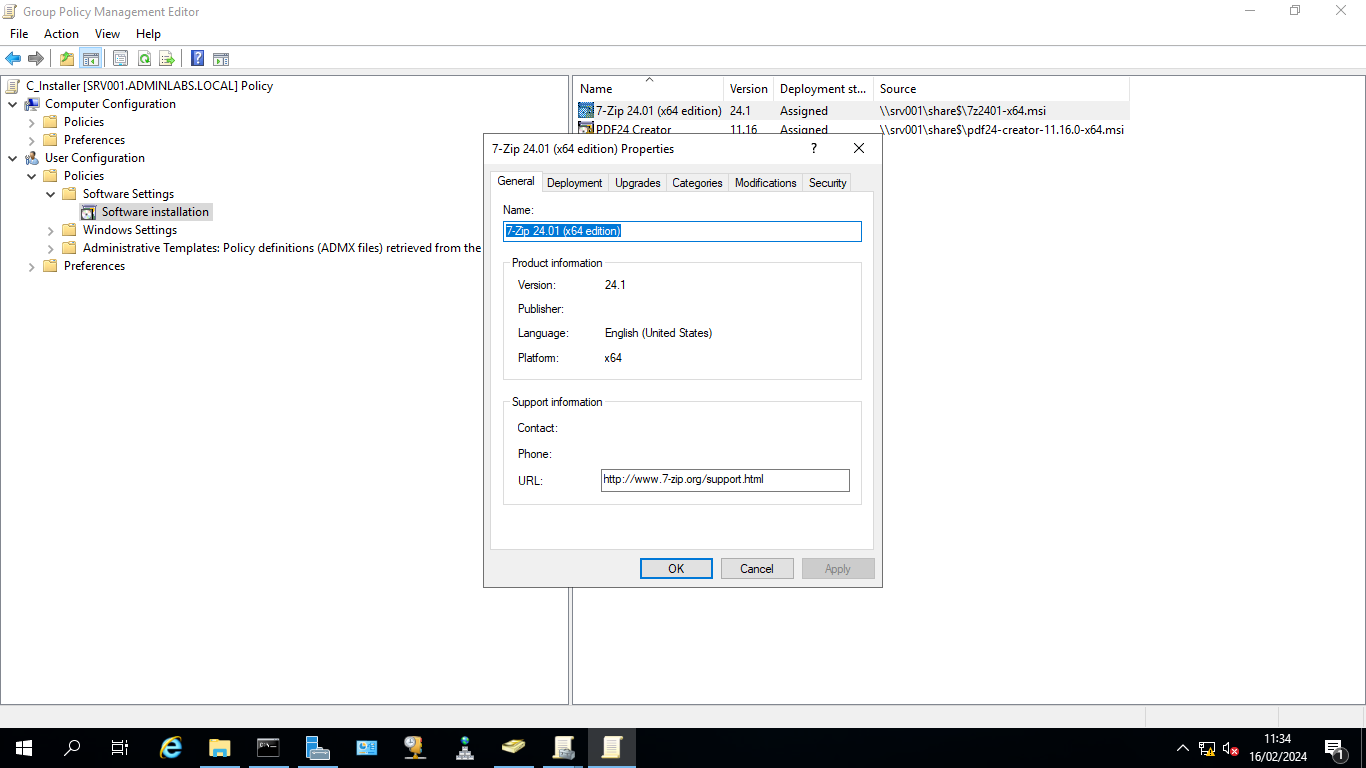 Group Policy Management Editor
File Action View Help
C_Installer [SRV001.ADMINLABS.LOCAL] Policy
Computer Configuration
Policies
Preferences
User Configuration
Policies
Software Settings
Software installation
Windows Settings
Administrative Templates: Policy definitions (ADMX files) retrieved from the
Preferences
Name Version Deployment st... Source
7-Zip 24.01 (x64 edition) 24.1 Assigned \\srv001\share$\7z2401-x64.msi
PDF24 Creator 11.16 Assigned \\srv001\share$\pdf24-creator-11.16.0-x64.msi
7-Zip 24.01 (x64 edition) Properties ?
General Deployment Upgrades Categories Modifications Security
Name:
7-Zip 24.01 (x64 edition)
Product information
Version: 24.1
Publisher:
Language: English (United States)
Platform: x64
Support information
Contact:
Phone:
URL: http://www.7-zip.org/support.html
OK Cancel Apply
11:34
16/02/2024
1